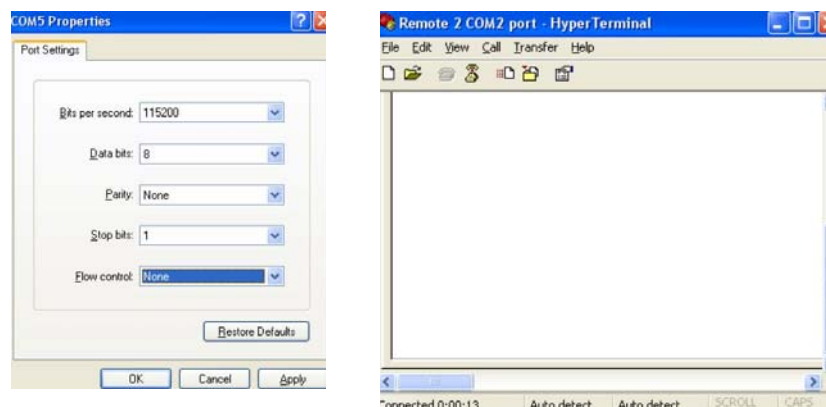 COM5 Properties
Port Settings
Bits per second: 115200
Data bits: 8
Parity: None
Stop bits: 1
Flow control: None
Restore Defaults
OK Cancel Apply
Remote 2 COM2 port - HyperTerminal
File Edit View Call Transfer Help
Connected 0:00:13 Auto detect Auto detect SCROLL CAPS